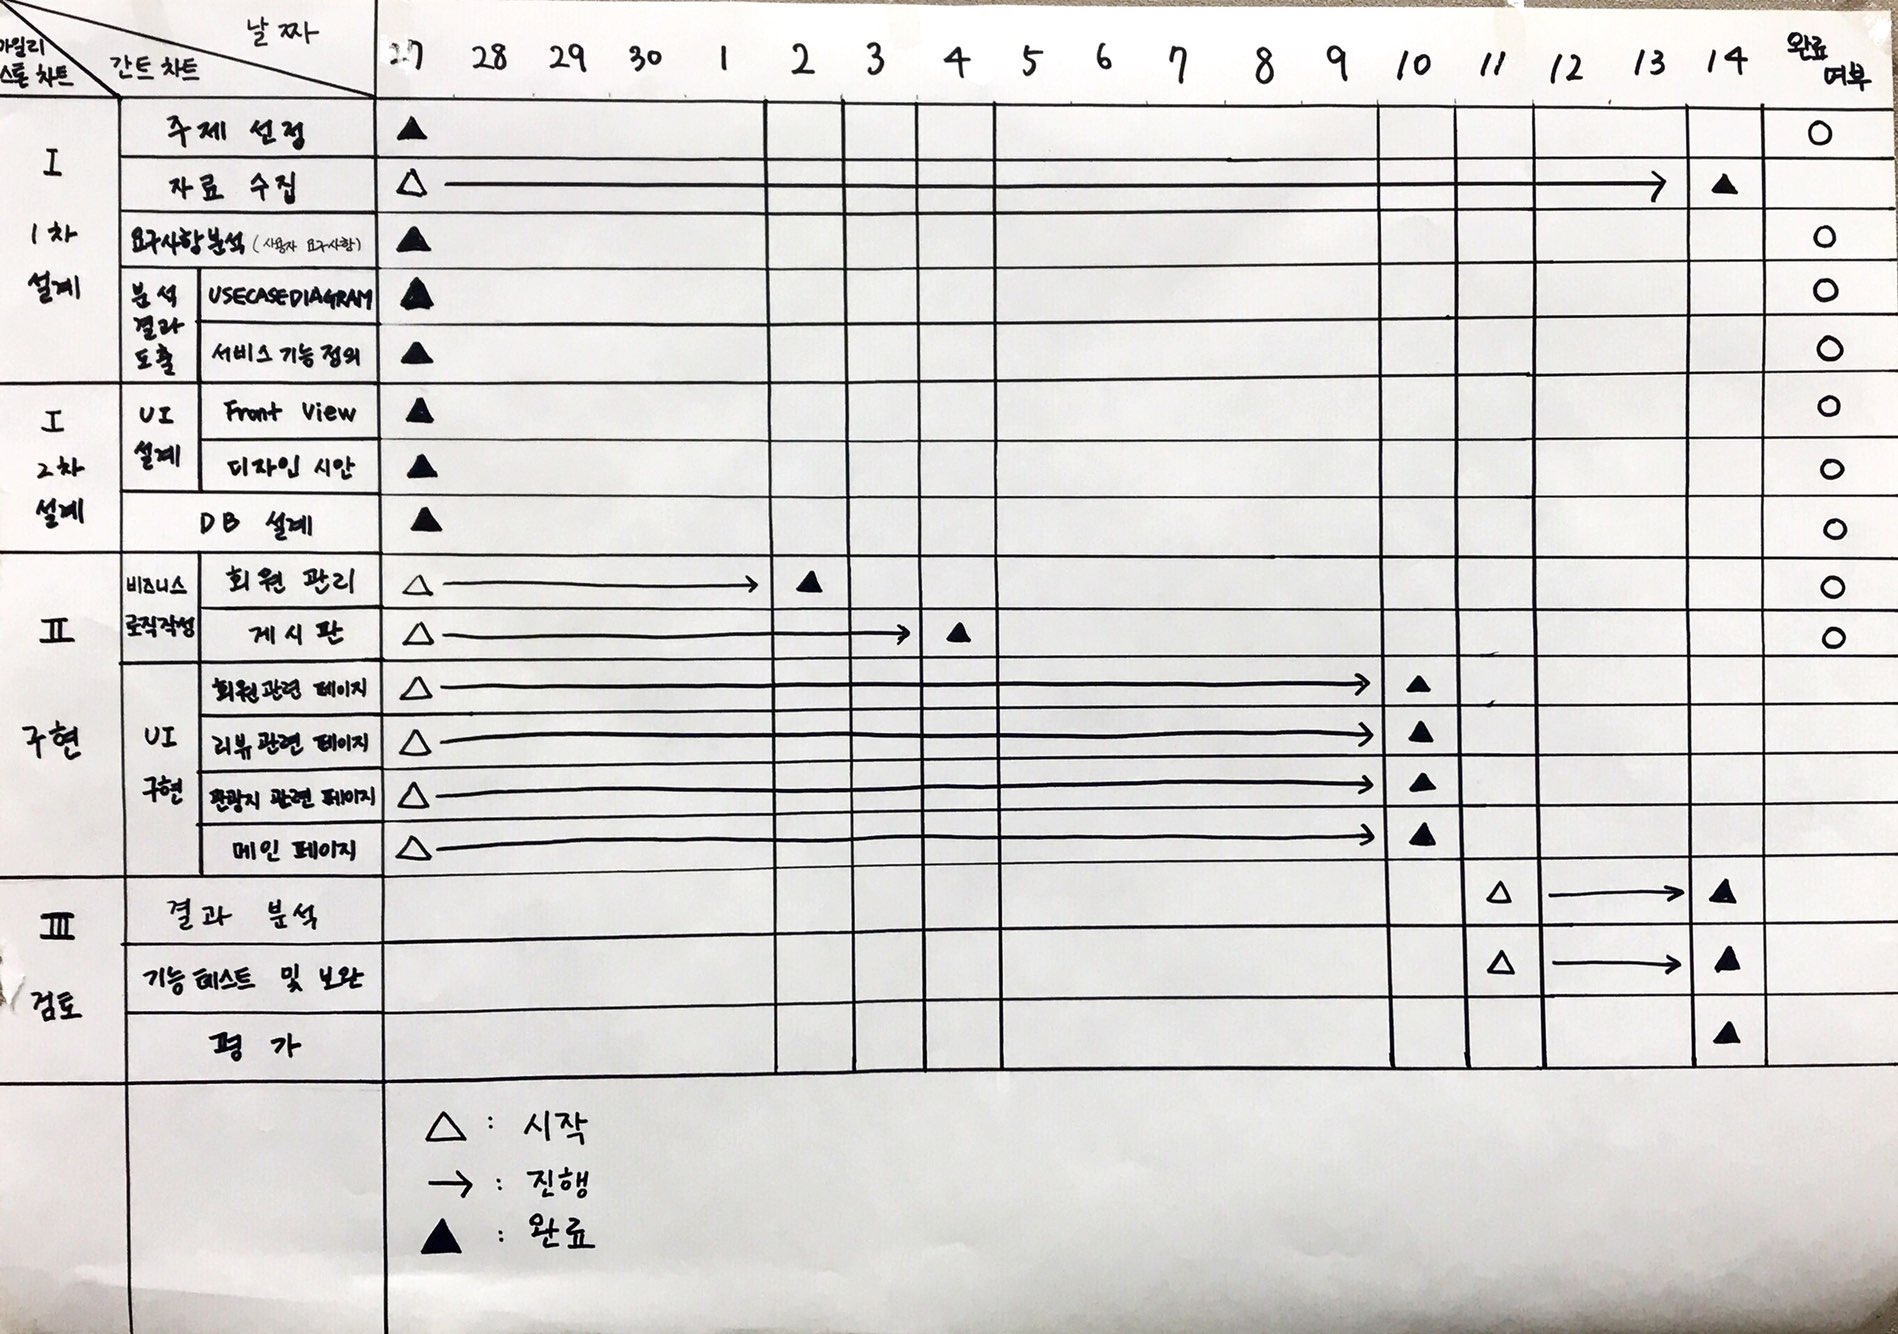 날짜
마일리
스톤 차트
간트 차트
27 28 29 30 1 2 3 4 5 6 7 8 9 10 11 12 13 14
완료
여부
I
1차
설계
주제 선정
자료 수집
요구사항 분석 (사용자 요구사항)
분석
결과
도출
USECASEDIAGRAM
서비스 기능 정의
I
2차
설계
UI
설계
Front View
디자인 시안
DB 설계
II
구현
비즈니스
로직작성
회원 관리
게시판
UI
구현
회원 관련 페이지
리뷰 관련 페이지
관광지 관련 페이지
메인 페이지
III
검토
결과 분석
기능 테스트 및 보완
평가
△ : 시작
→ : 진행
▲ : 완료